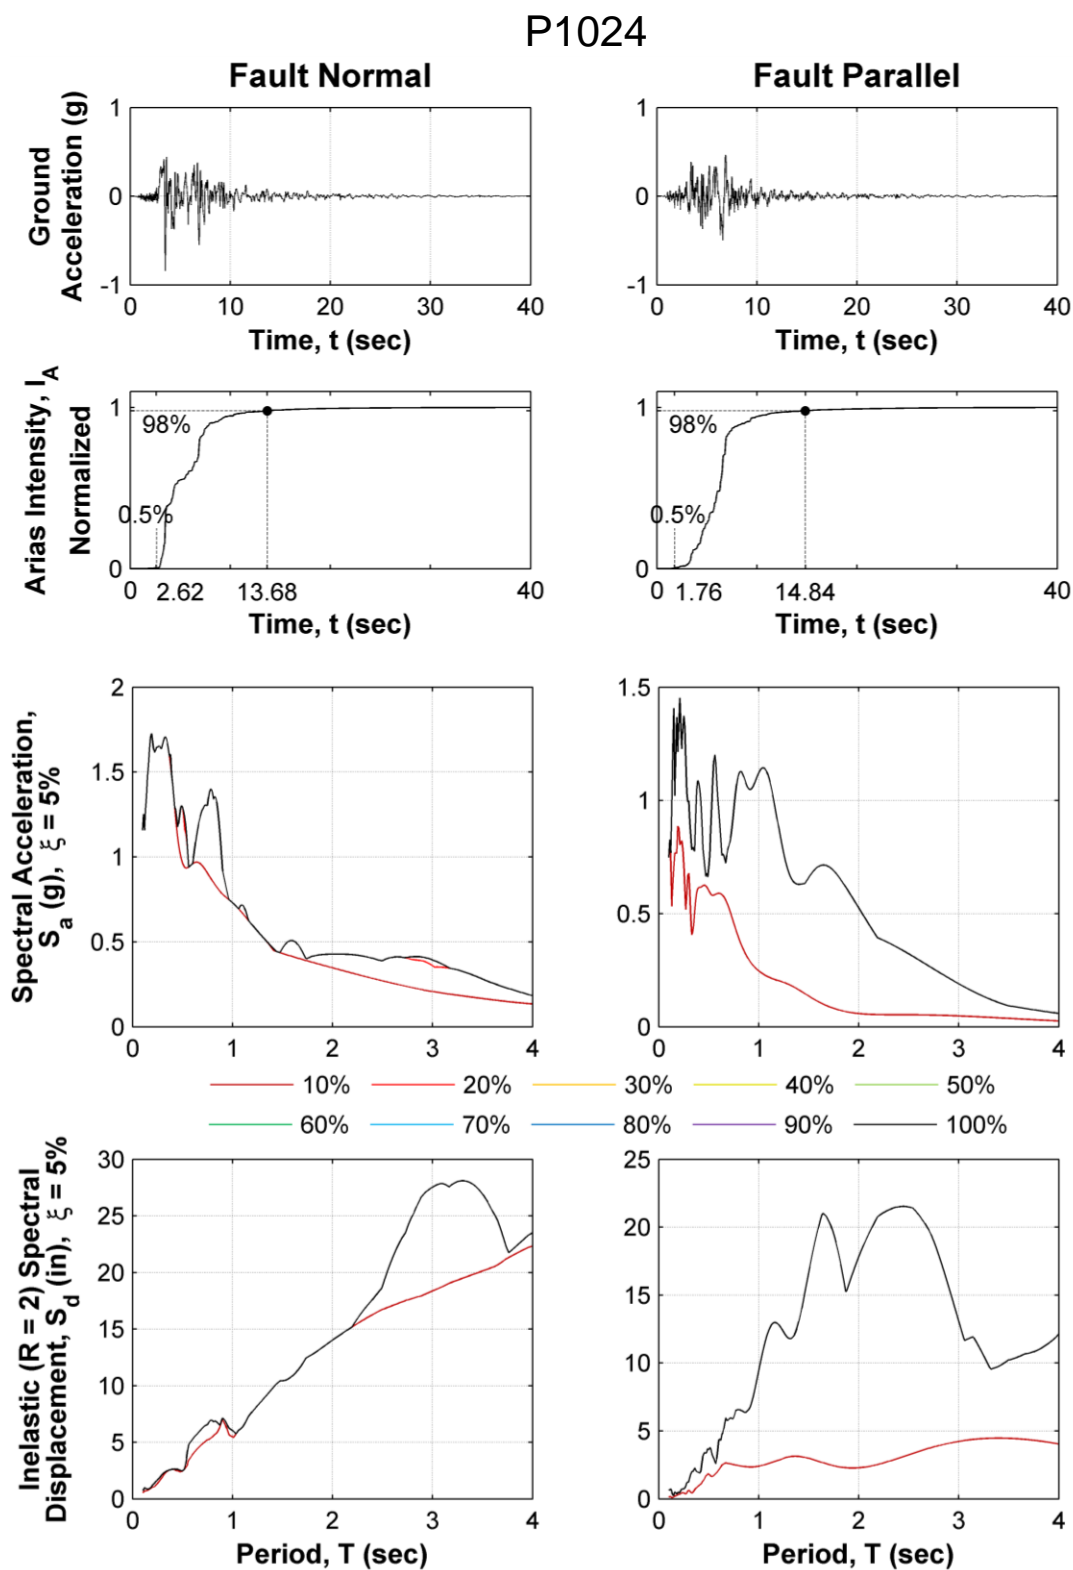 P1024
Fault Normal
Fault Parallel
Ground
Acceleration (g)
1
0
-1
0 10 20 30 40
Time, t (sec)
1
0
-1
0 10 20 30 40
Time, t (sec)
Arias Intensity, I_A
Normalized
1
0
98%
0.5%
0 2.62 13.68 40
Time, t (sec)
1
0
98%
0.5%
0 1.76 14.84 40
Time, t (sec)
Spectral Acceleration,
S_a (g), ξ = 5%
2
1.5
1
0.5
0
0 1 2 3 4
1.5
1
0.5
0
0 1 2 3 4
10% 20% 30% 40% 50%
60% 70% 80% 90% 100%
Inelastic (R = 2) Spectral
Displacement, S_d (in), ξ = 5%
30
25
20
15
10
5
0
0 1 2 3 4
Period, T (sec)
25
20
15
10
5
0
0 1 2 3 4
Period, T (sec)